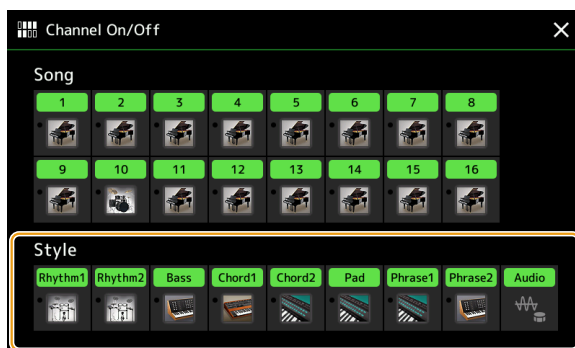 Channel On/Off
Song
1 2 3 4 5 6 7 8
9 10 11 12 13 14 15 16
Style
Rhythm1 Rhythm2 Bass Chord1 Chord2 Pad Phrase1 Phrase2 Audio